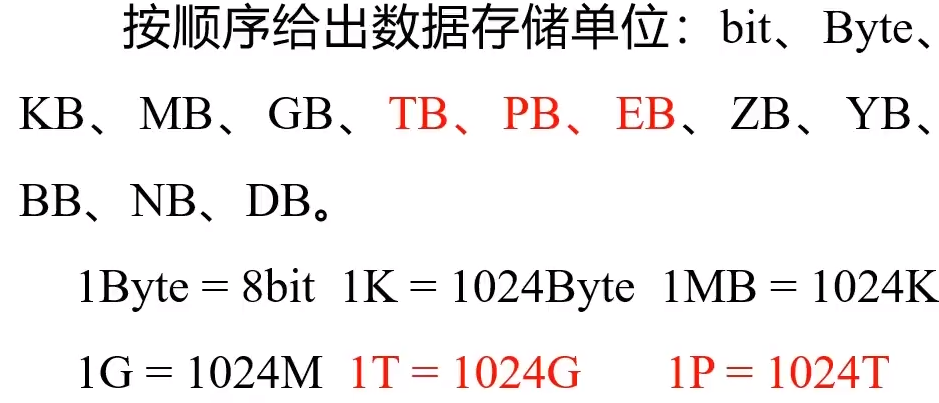 按顺序给出数据存储单位：bit、Byte、
KB、MB、GB、TB、PB、EB、ZB、YB、
BB、NB、DB。
1Byte = 8bit 1K = 1024Byte 1MB = 1024K
1G = 1024M 1T = 1024G 1P = 1024T